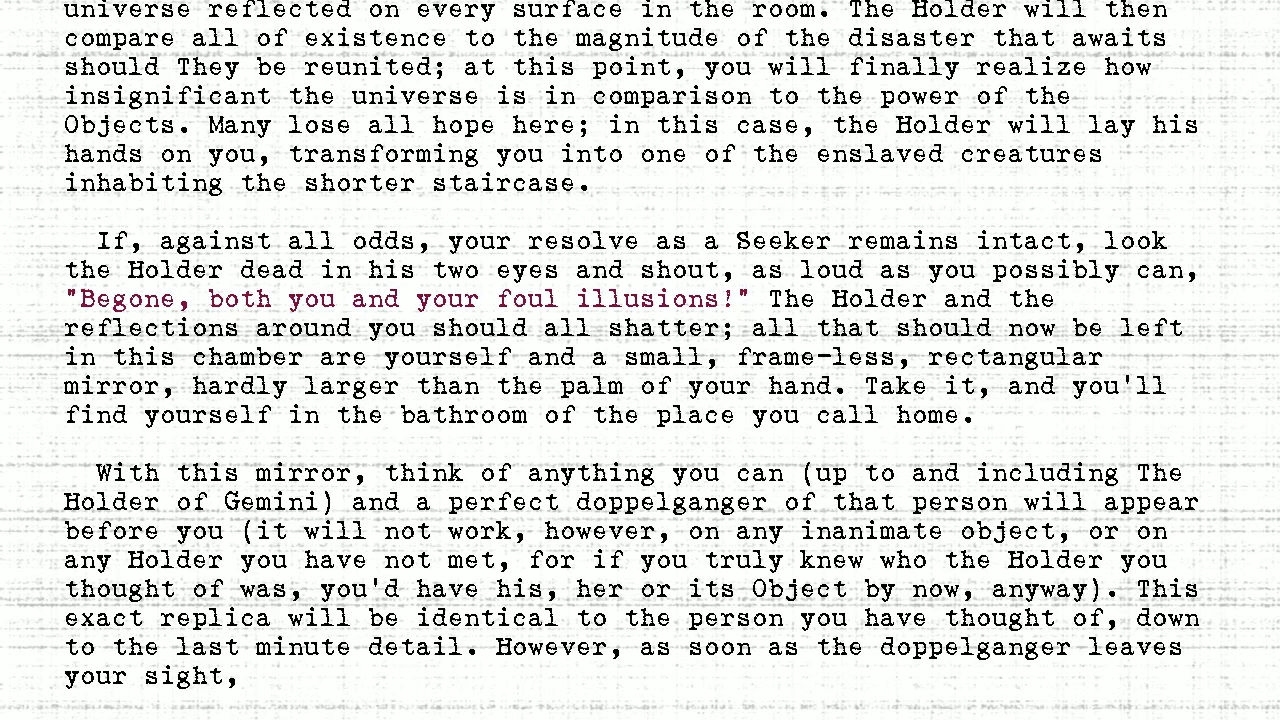 universe reflected on every surface in the room. The Holder will then
compare all of existence to the magnitude of the disaster that awaits
should They be reunited; at this point, you will finally realize how
insignificant the universe is in comparison to the power of the
Objects. Many lose all hope here; in this case, the Holder will lay his
hands on you, transforming you into one of the enslaved creatures
inhabiting the shorter staircase.
If, against all odds, your resolve as a Seeker remains intact, look
the Holder dead in his two eyes and shout, as loud as you possibly can,
"Begone, both you and your foul illusions!" The Holder and the
reflections around you should all shatter; all that should now be left
in this chamber are yourself and a small, frame-less, rectangular
mirror, hardly larger than the palm of your hand. Take it, and you'll
find yourself in the bathroom of the place you call home.
With this mirror, think of anything you can (up to and including The
Holder of Gemini) and a perfect doppelganger of that person will appear
before you (it will not work, however, on any inanimate object, or on
any Holder you have not met, for if you truly knew who the Holder you
thought of was, you'd have his, her or its Object by now, anyway). This
exact replica will be identical to the person you have thought of, down
to the last minute detail. However, as soon as the doppelganger leaves
your sight,